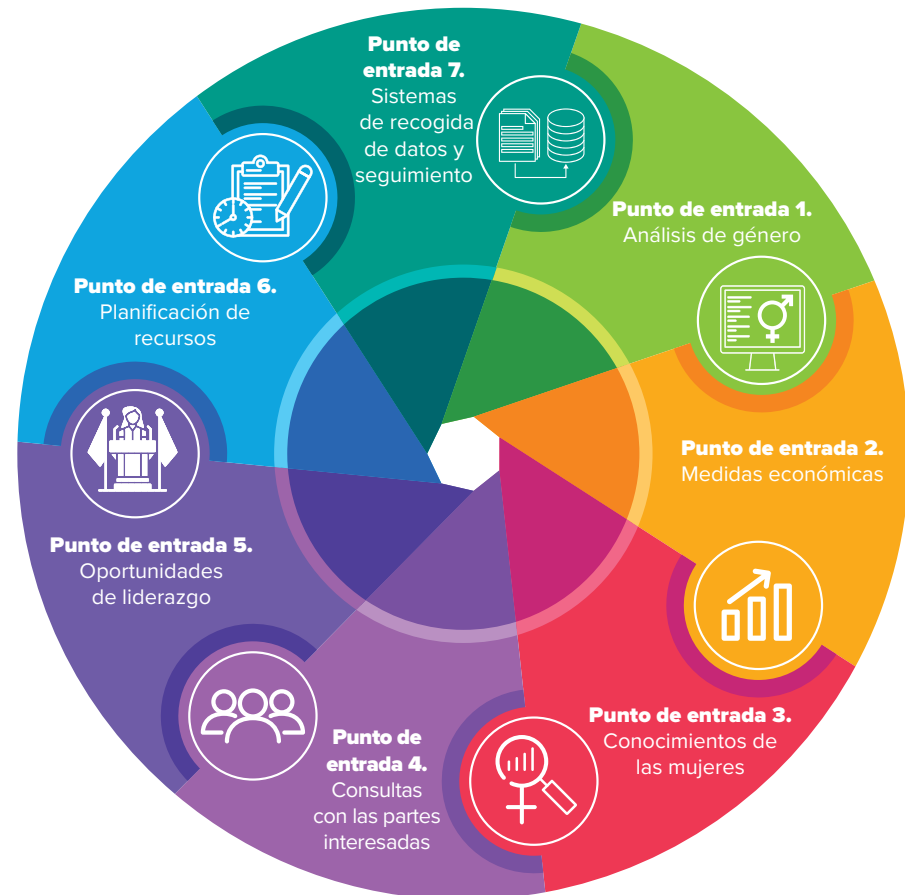 Punto de entrada 1.
Análisis de género
Punto de entrada 2.
Medidas económicas
Punto de entrada 3.
Conocimientos de
las mujeres
Punto de
entrada 4.
Consultas
con las partes
interesadas
Punto de entrada 5.
Oportunidades
de liderazgo
Punto de entrada 6.
Planificación de
recursos
Punto de
entrada 7.
Sistemas
de recogida
de datos y
seguimiento